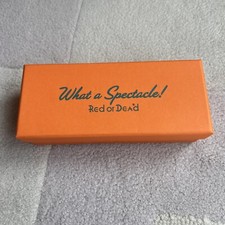 What a Spectacle!
Red or Dead